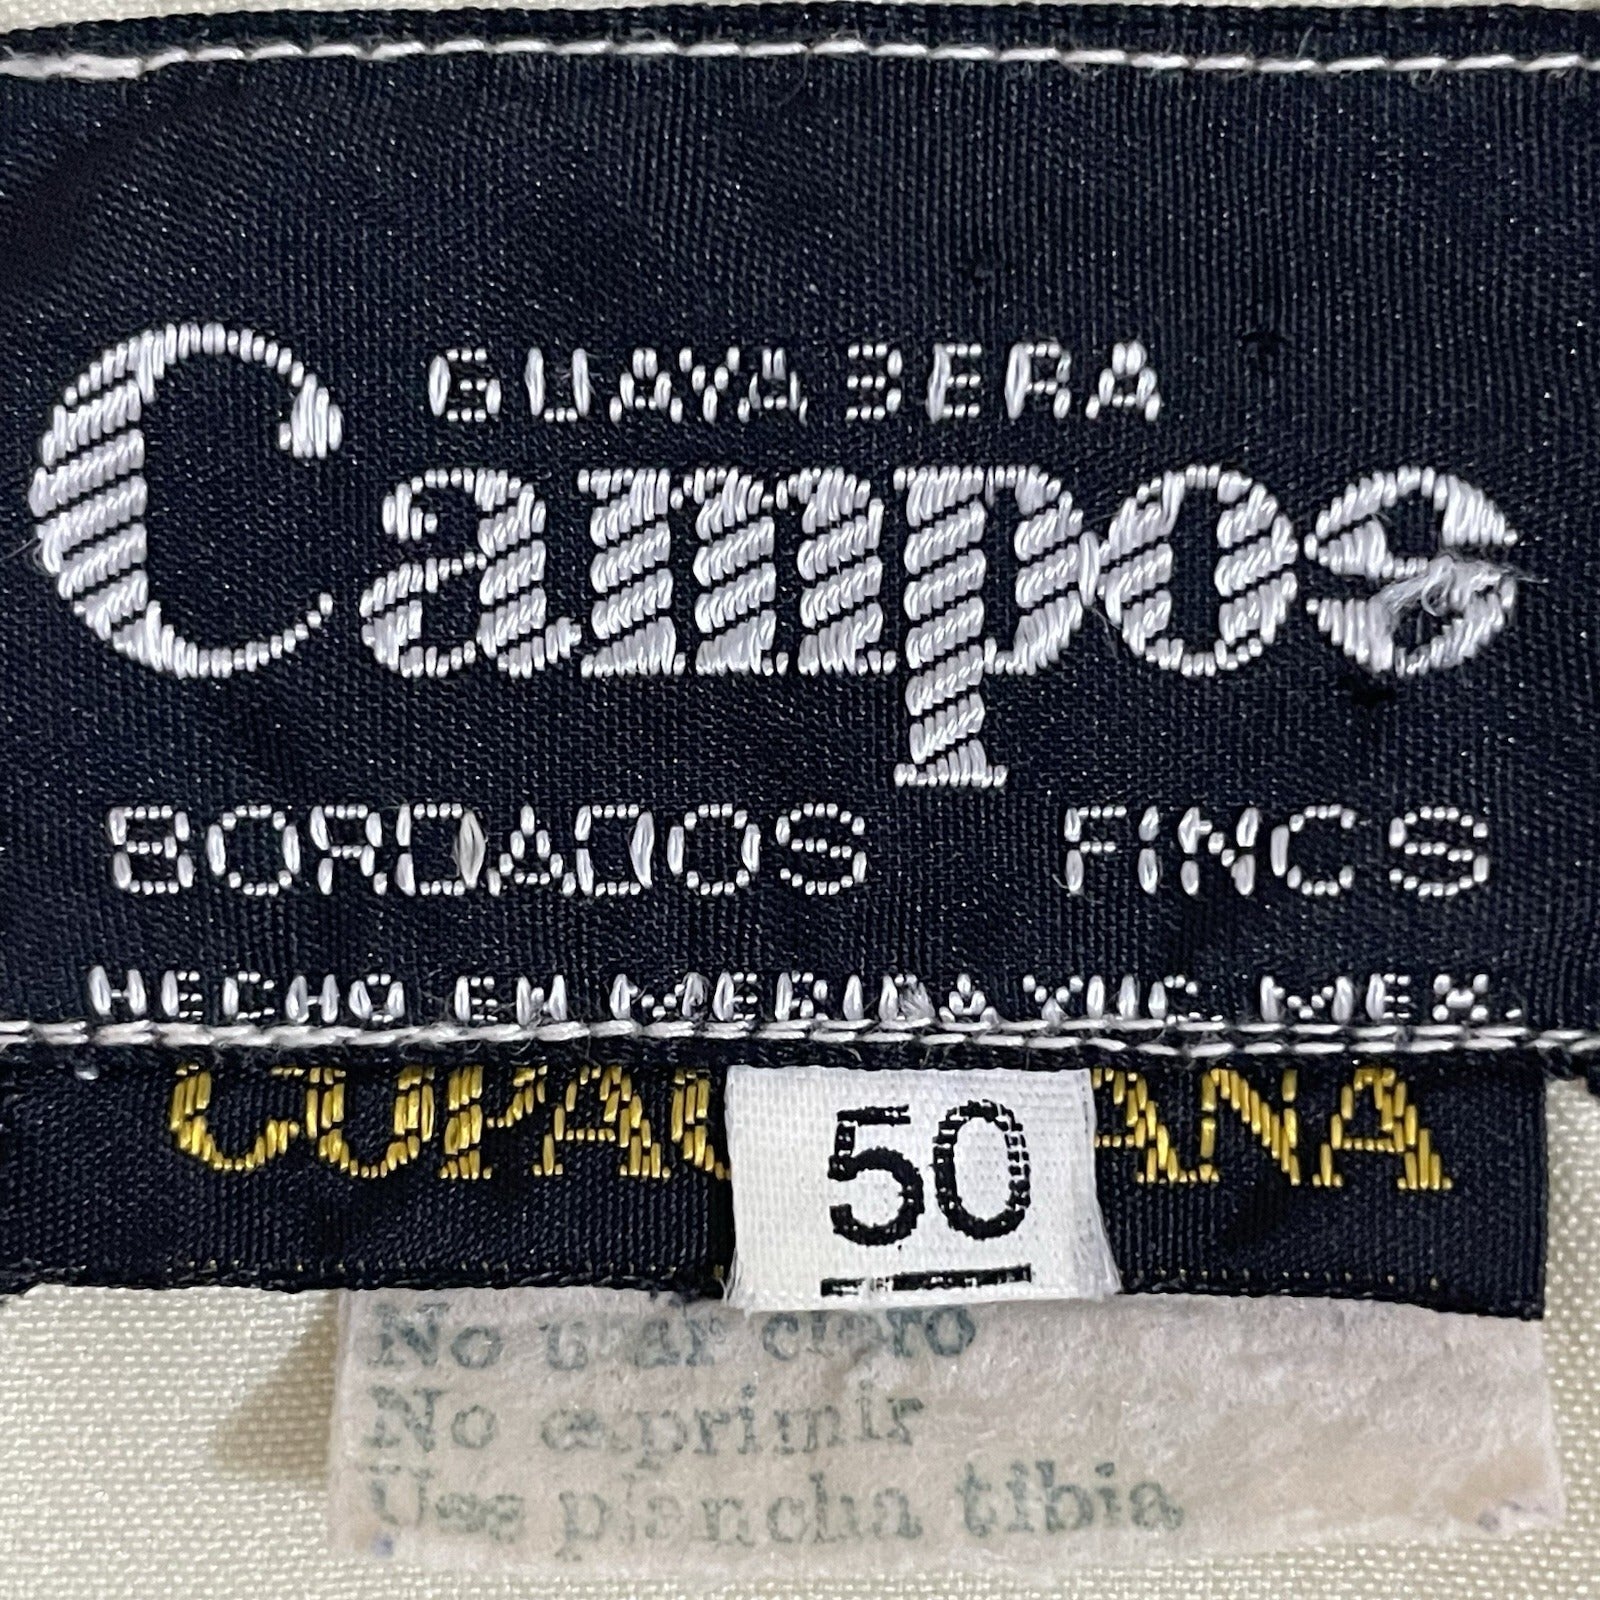 GUAYABERA
Campos
BORDADOS FINOS
HECHO EN MERIDA YUC. MEX.
50
No usar cloro
No exprimir
Use plancha tibia